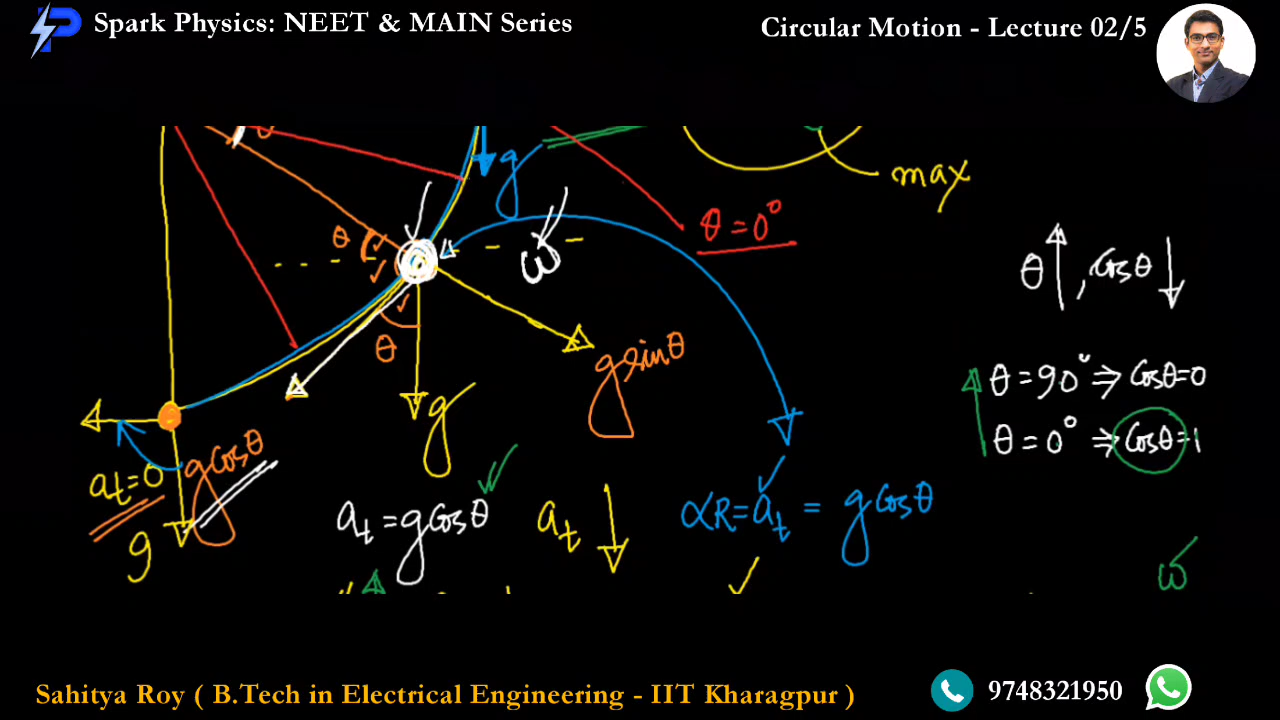 Spark Physics: NEET & MAIN Series
Circular Motion - Lecture 02/5
g
max
θ = 0°
θ
ω
θ↑, cosθ↓
θ
g sinθ
θ = 90° ⇒ cosθ=0
g
θ = 0° ⇒ cosθ=1
g cosθ
at=0
at = g cosθ
at ↓
αR = at = g cosθ
g
ω
Sahitya Roy ( B.Tech in Electrical Engineering - IIT Kharagpur )
9748321950